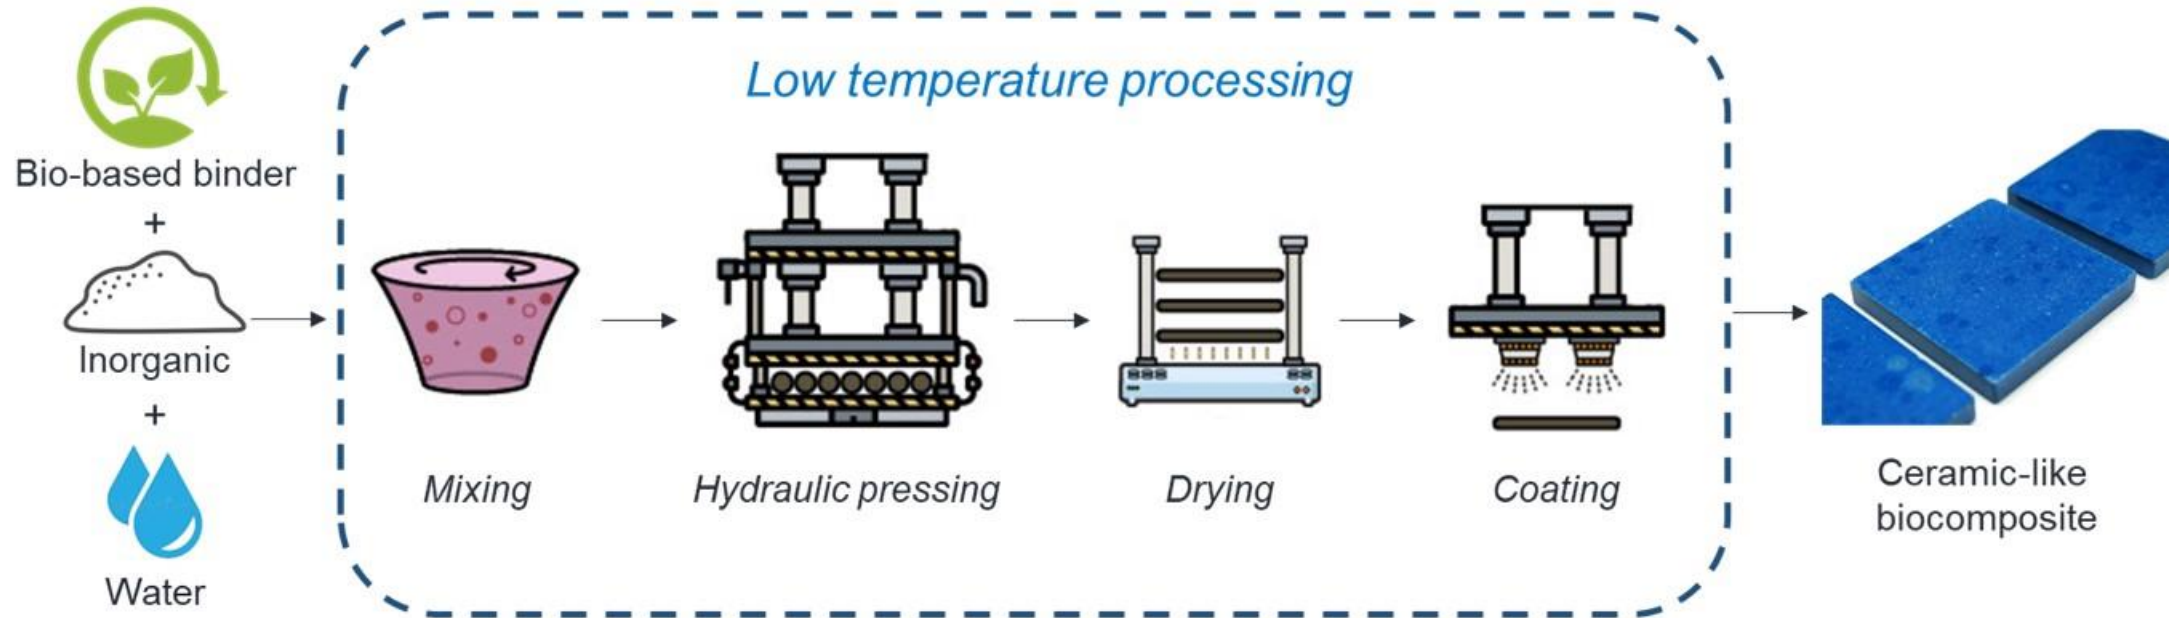 Bio-based binder
+
Inorganic
+
Water
Low temperature processing
Mixing
Hydraulic pressing
Drying
Coating
Ceramic-like
biocomposite